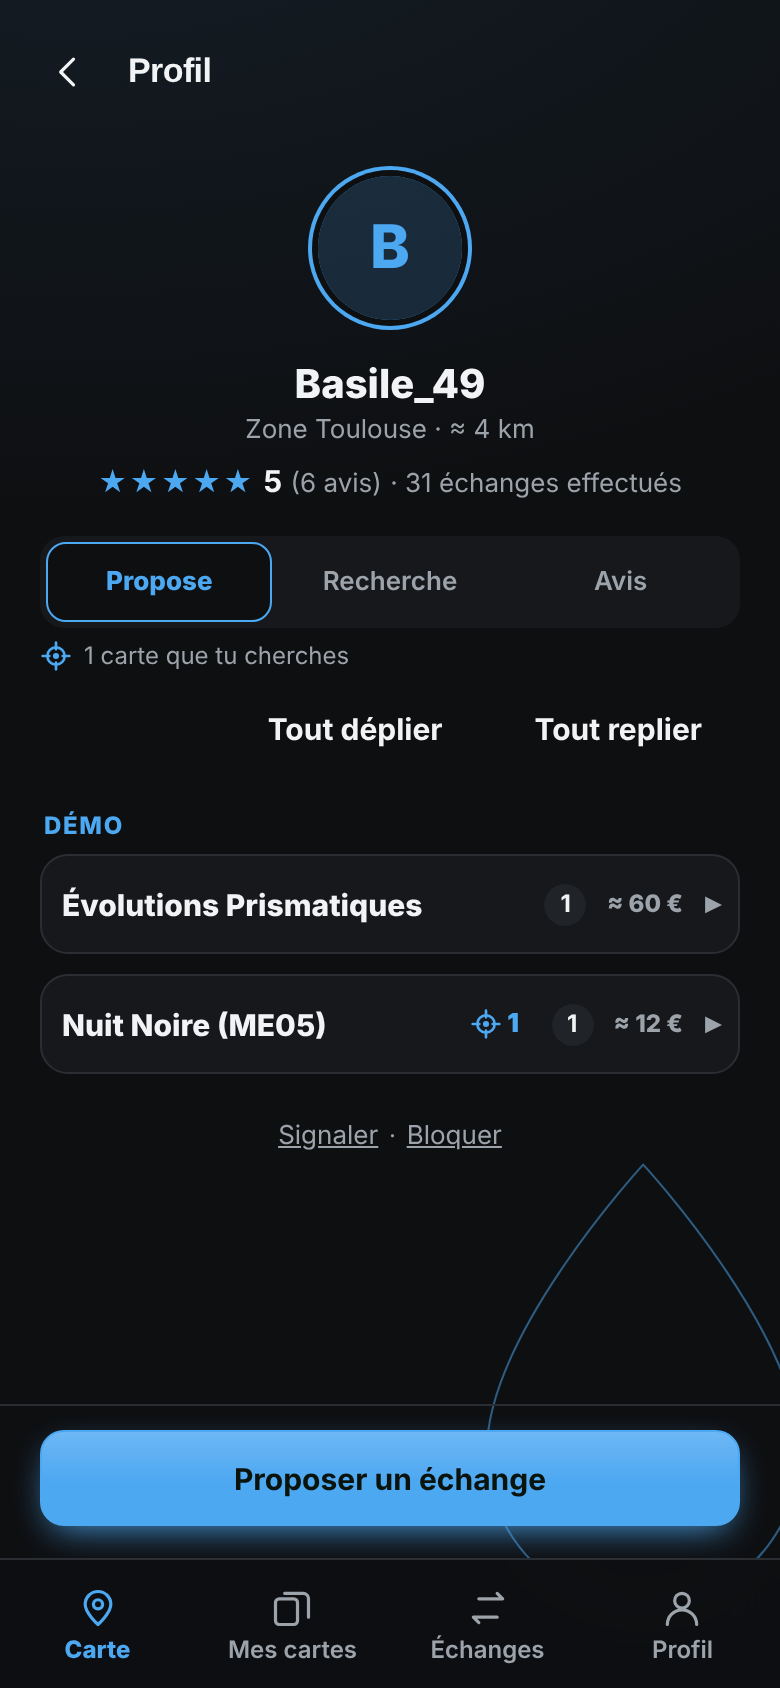 Profil
B
Basile_49
Zone Toulouse · ≈ 4 km
★★★★★ 5 (6 avis) · 31 échanges effectués
Propose Recherche Avis
1 carte que tu cherches
Tout déplier Tout replier
DÉMO
Évolutions Prismatiques 1 ≈ 60 € ▶
Nuit Noire (ME05) 1 1 ≈ 12 € ▶
Signaler · Bloquer
Proposer un échange
Carte Mes cartes Échanges Profil